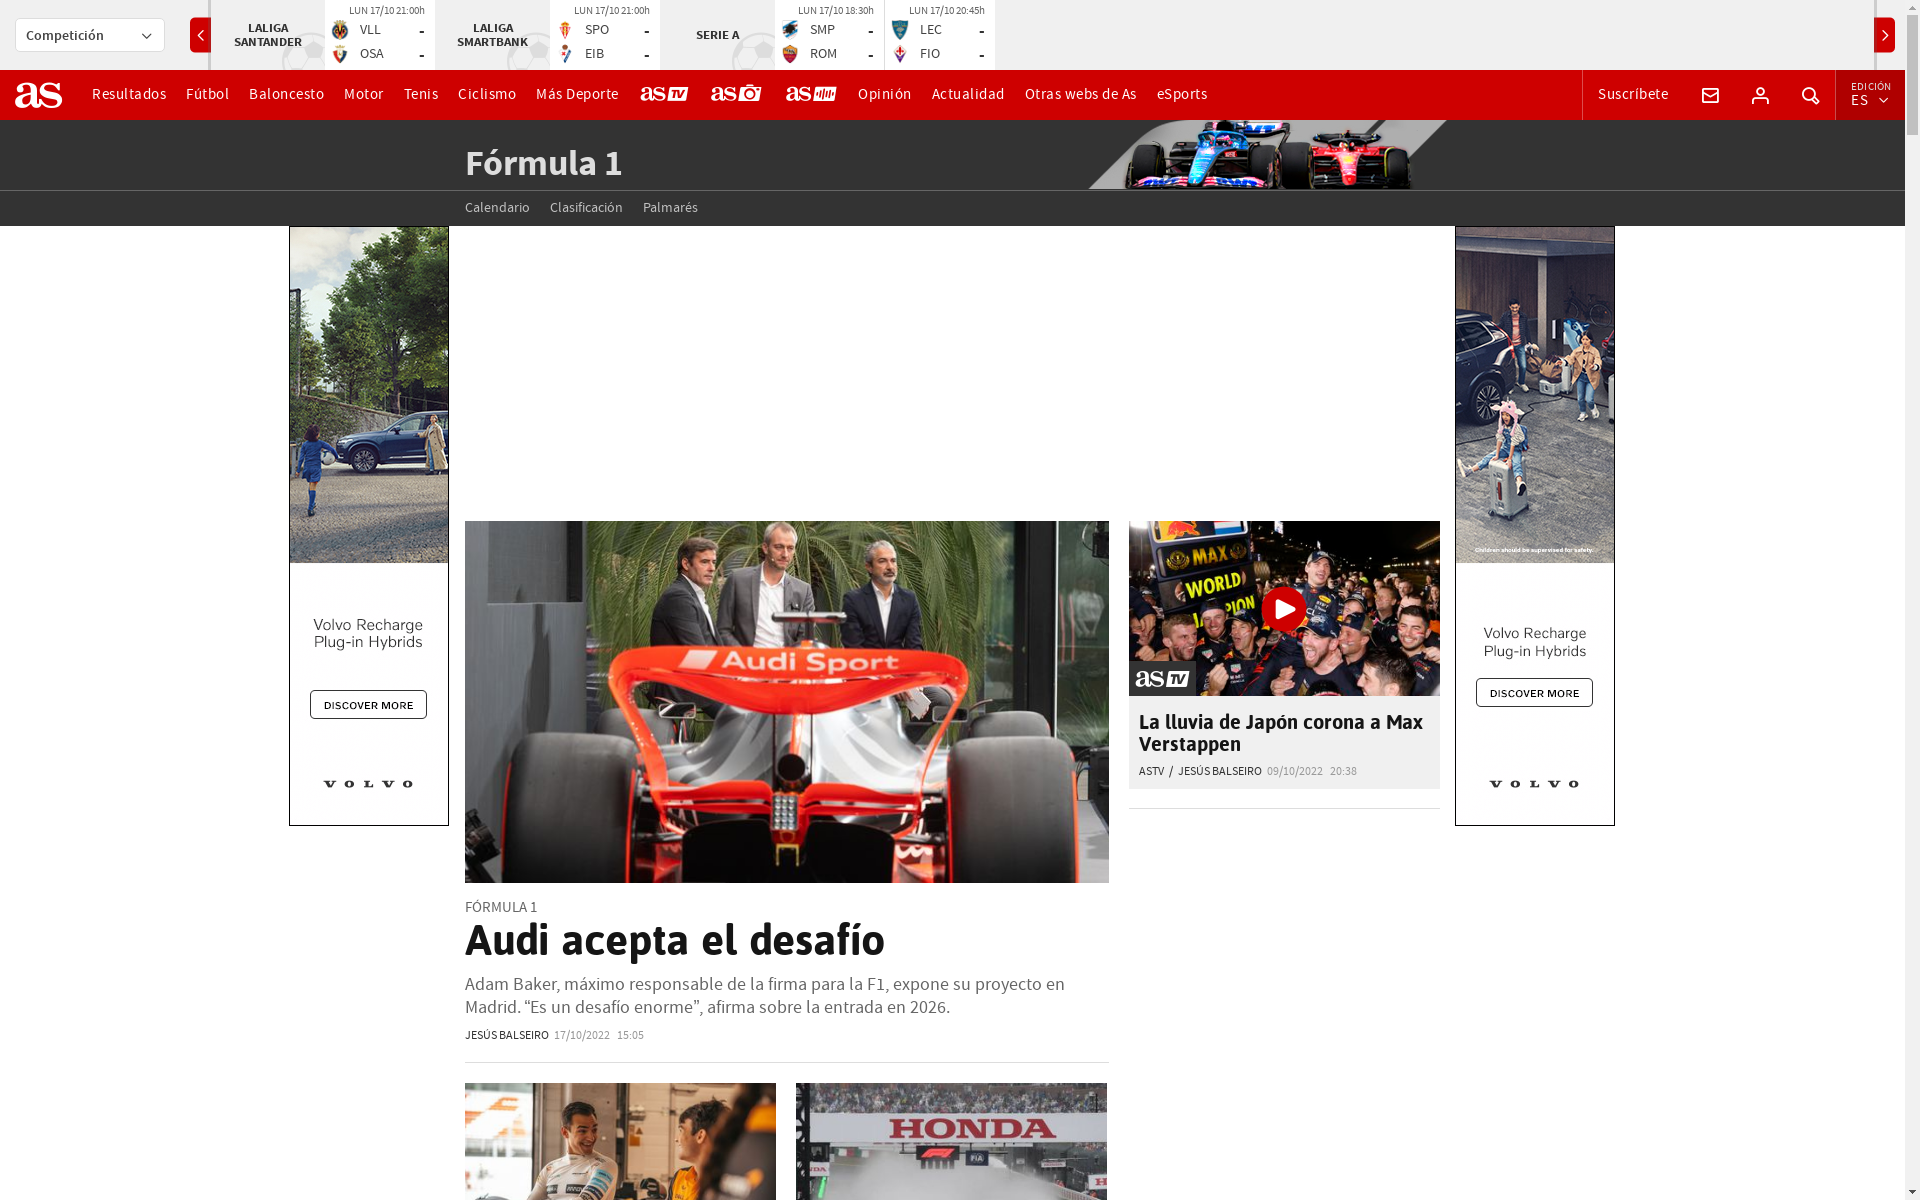 Competición
LALIGA SANTANDER
LUN 17/10 21:00h
VLL -
OSA -
LALIGA SMARTBANK
LUN 17/10 21:00h
SPO -
EIB -
SERIE A
LUN 17/10 18:30h
SMP -
ROM -
LUN 17/10 20:45h
LEC -
FIO -
as
Resultados
Fútbol
Baloncesto
Motor
Tenis
Ciclismo
Más Deporte
as TV
as
as
Opinión
Actualidad
Otras webs de As
eSports
Suscríbete
EDICIÓN
ES
Fórmula 1
Calendario
Clasificación
Palmarés
Volvo Recharge
Plug-in Hybrids
DISCOVER MORE
VOLVO
Audi Sport
FÓRMULA 1
Audi acepta el desafío
Adam Baker, máximo responsable de la firma para la F1, expone su proyecto en
Madrid. “Es un desafío enorme”, afirma sobre la entrada en 2026.
JESÚS BALSEIRO 17/10/2022 15:05
HONDA
F1
FIA
MAX
WORLD
as TV
La lluvia de Japón corona a Max
Verstappen
ASTV / JESÚS BALSEIRO 09/10/2022 20:38
Children should be supervised for safety.
Volvo Recharge
Plug-in Hybrids
DISCOVER MORE
VOLVO